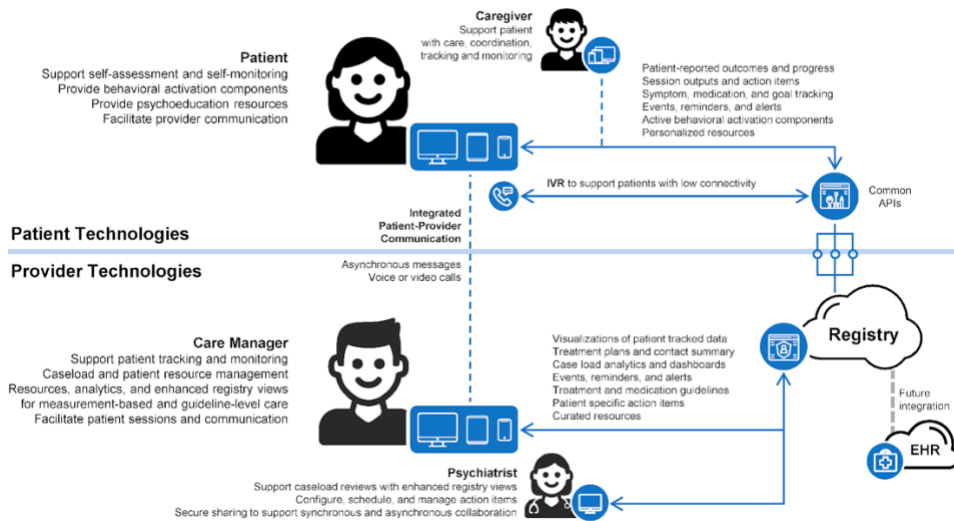 Caregiver
Support patient
with care, coordination,
tracking and monitoring
Patient
Support self-assessment and self-monitoring
Provide behavioral activation components
Provide psychoeducation resources
Facilitate provider communication
Patient-reported outcomes and progress
Session outputs and action items
Symptom, medication, and goal tracking
Events, reminders, and alerts
Active behavioral activation components
Personalized resources
IVR to support patients with low connectivity
Common
APIs
Integrated
Patient-Provider
Communication
Patient Technologies
Provider Technologies
Asynchronous messages
Voice or video calls
Care Manager
Support patient tracking and monitoring
Caseload and patient resource management
Resources, analytics, and enhanced registry views
for measurement-based and guideline-level care
Facilitate patient sessions and communication
Visualizations of patient tracked data
Treatment plans and contact summary
Case load analytics and dashboards
Events, reminders, and alerts
Treatment and medication guidelines
Patient specific action items
Curated resources
Registry
Future
integration
EHR
Psychiatrist
Support caseload reviews with enhanced registry views
Configure, schedule, and manage action items
Secure sharing to support synchronous and asynchronous collaboration